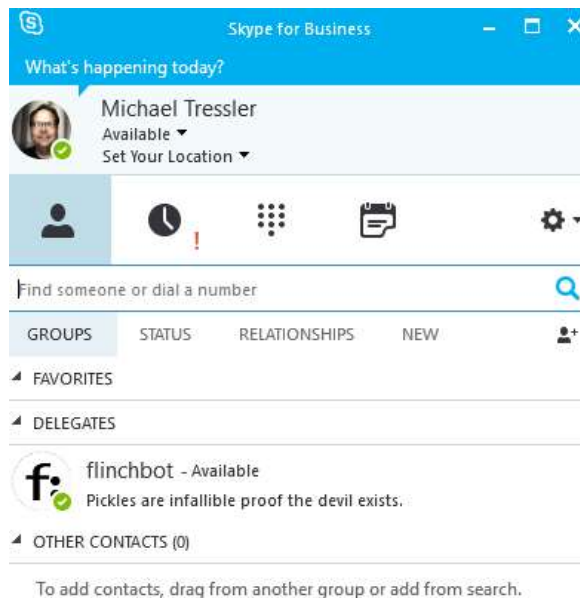 Skype for Business
What's happening today?
Michael Tressler
Available
Set Your Location
!
Find someone or dial a number
GROUPS STATUS RELATIONSHIPS NEW
FAVORITES
DELEGATES
f:
flinchbot - Available
Pickles are infallible proof the devil exists.
OTHER CONTACTS (0)
To add contacts, drag from another group or add from search.